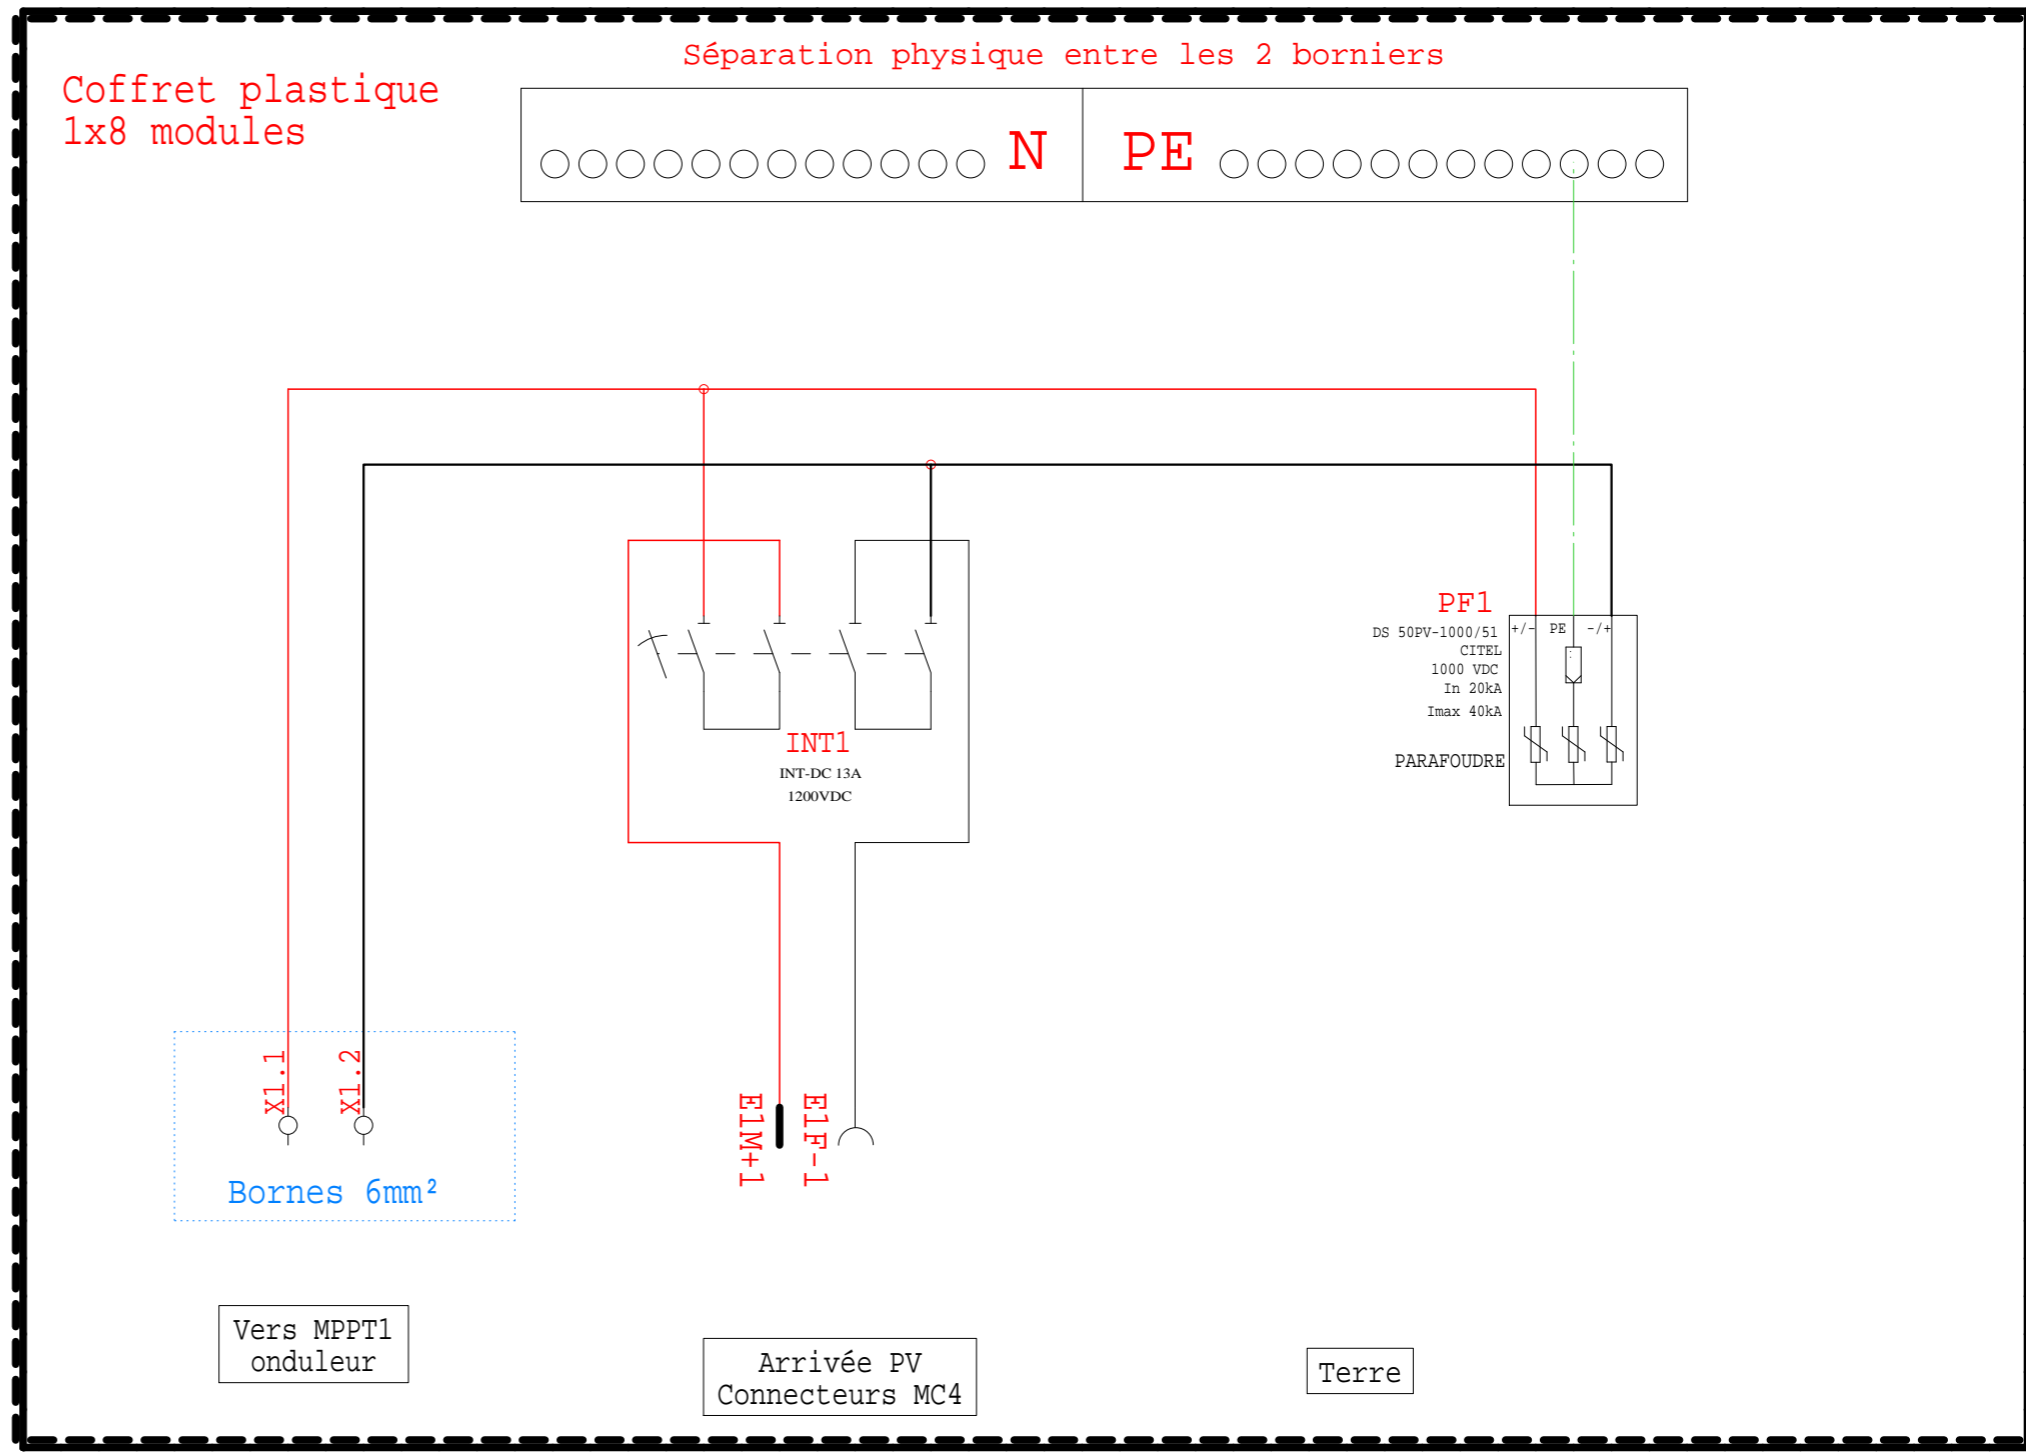 Séparation physique entre les 2 borniers
Coffret plastique
1x8 modules
N
PE
PF1
DS 50PV-1000/51
CITEL
1000 VDC
In 20kA
Imax 40kA
PARAFOUDRE
+/-
PE
-/+
INT1
INT-DC 13A
1200VDC
X1.1
X1.2
Bornes 6mm²
E1M+1
E1F-1
Vers MPPT1
onduleur
Arrivée PV
Connecteurs MC4
Terre